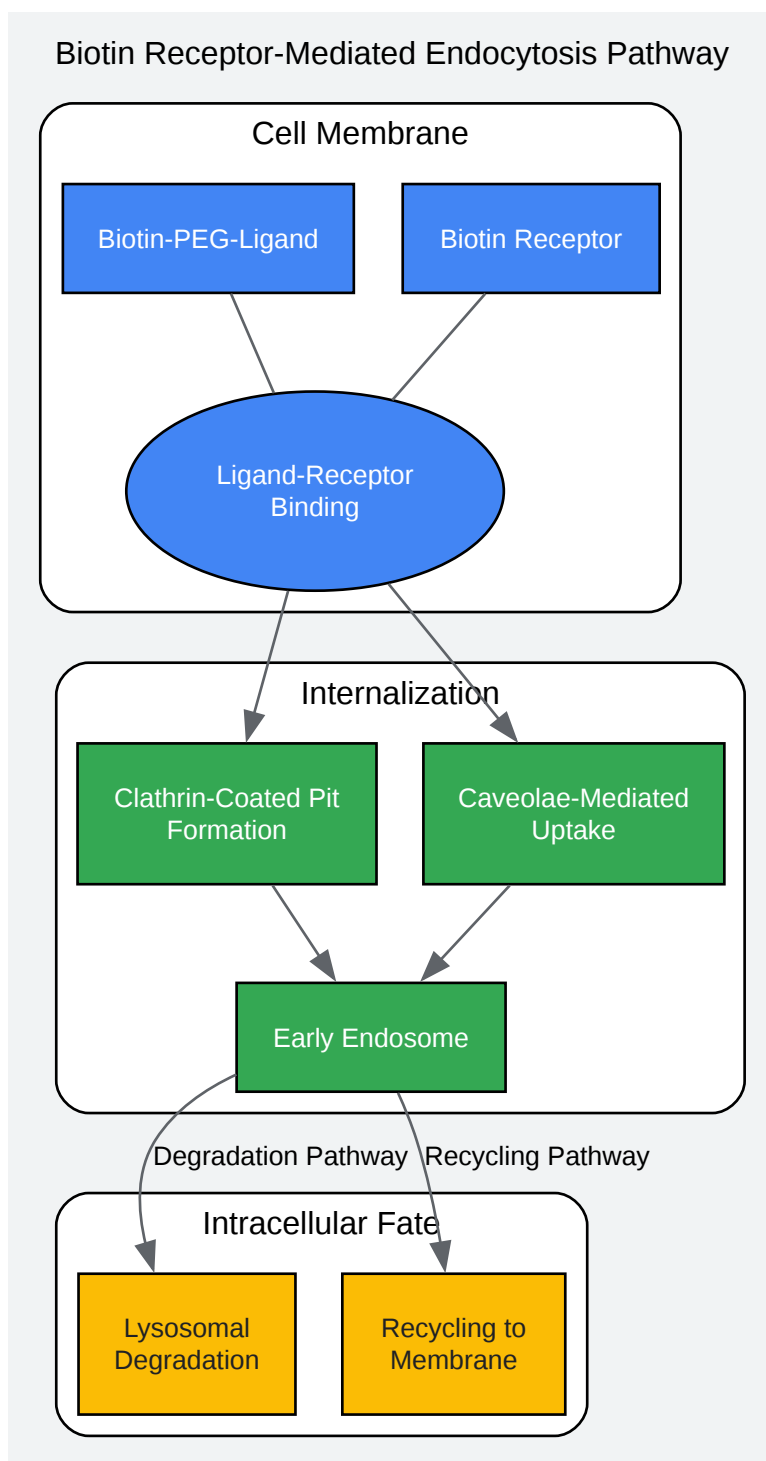 Biotin Receptor-Mediated Endocytosis Pathway
Cell Membrane
Biotin-PEG-Ligand
Biotin Receptor
Ligand-Receptor
Binding
Internalization
Clathrin-Coated Pit
Formation
Caveolae-Mediated
Uptake
Early Endosome
Degradation Pathway
Recycling Pathway
Intracellular Fate
Lysosomal
Degradation
Recycling to
Membrane